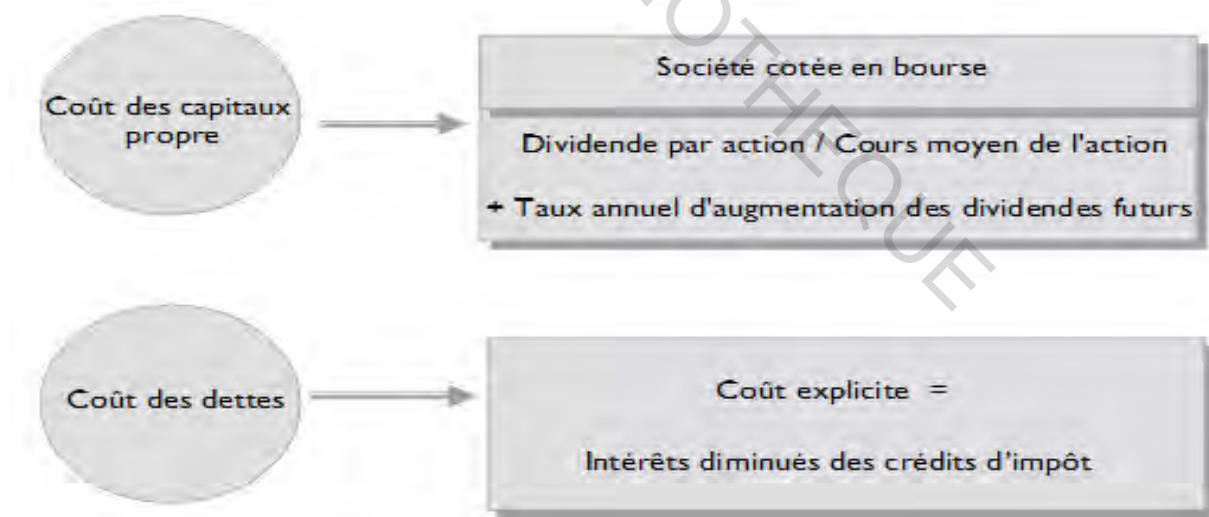 Coût des capitaux
propre
Société cotée en bourse
Dividende par action / Cours moyen de l'action
+ Taux annuel d'augmentation des dividendes futurs
Coût des dettes
Coût explicite =
Intérêts diminués des crédits d'impôt
OTHEQUE